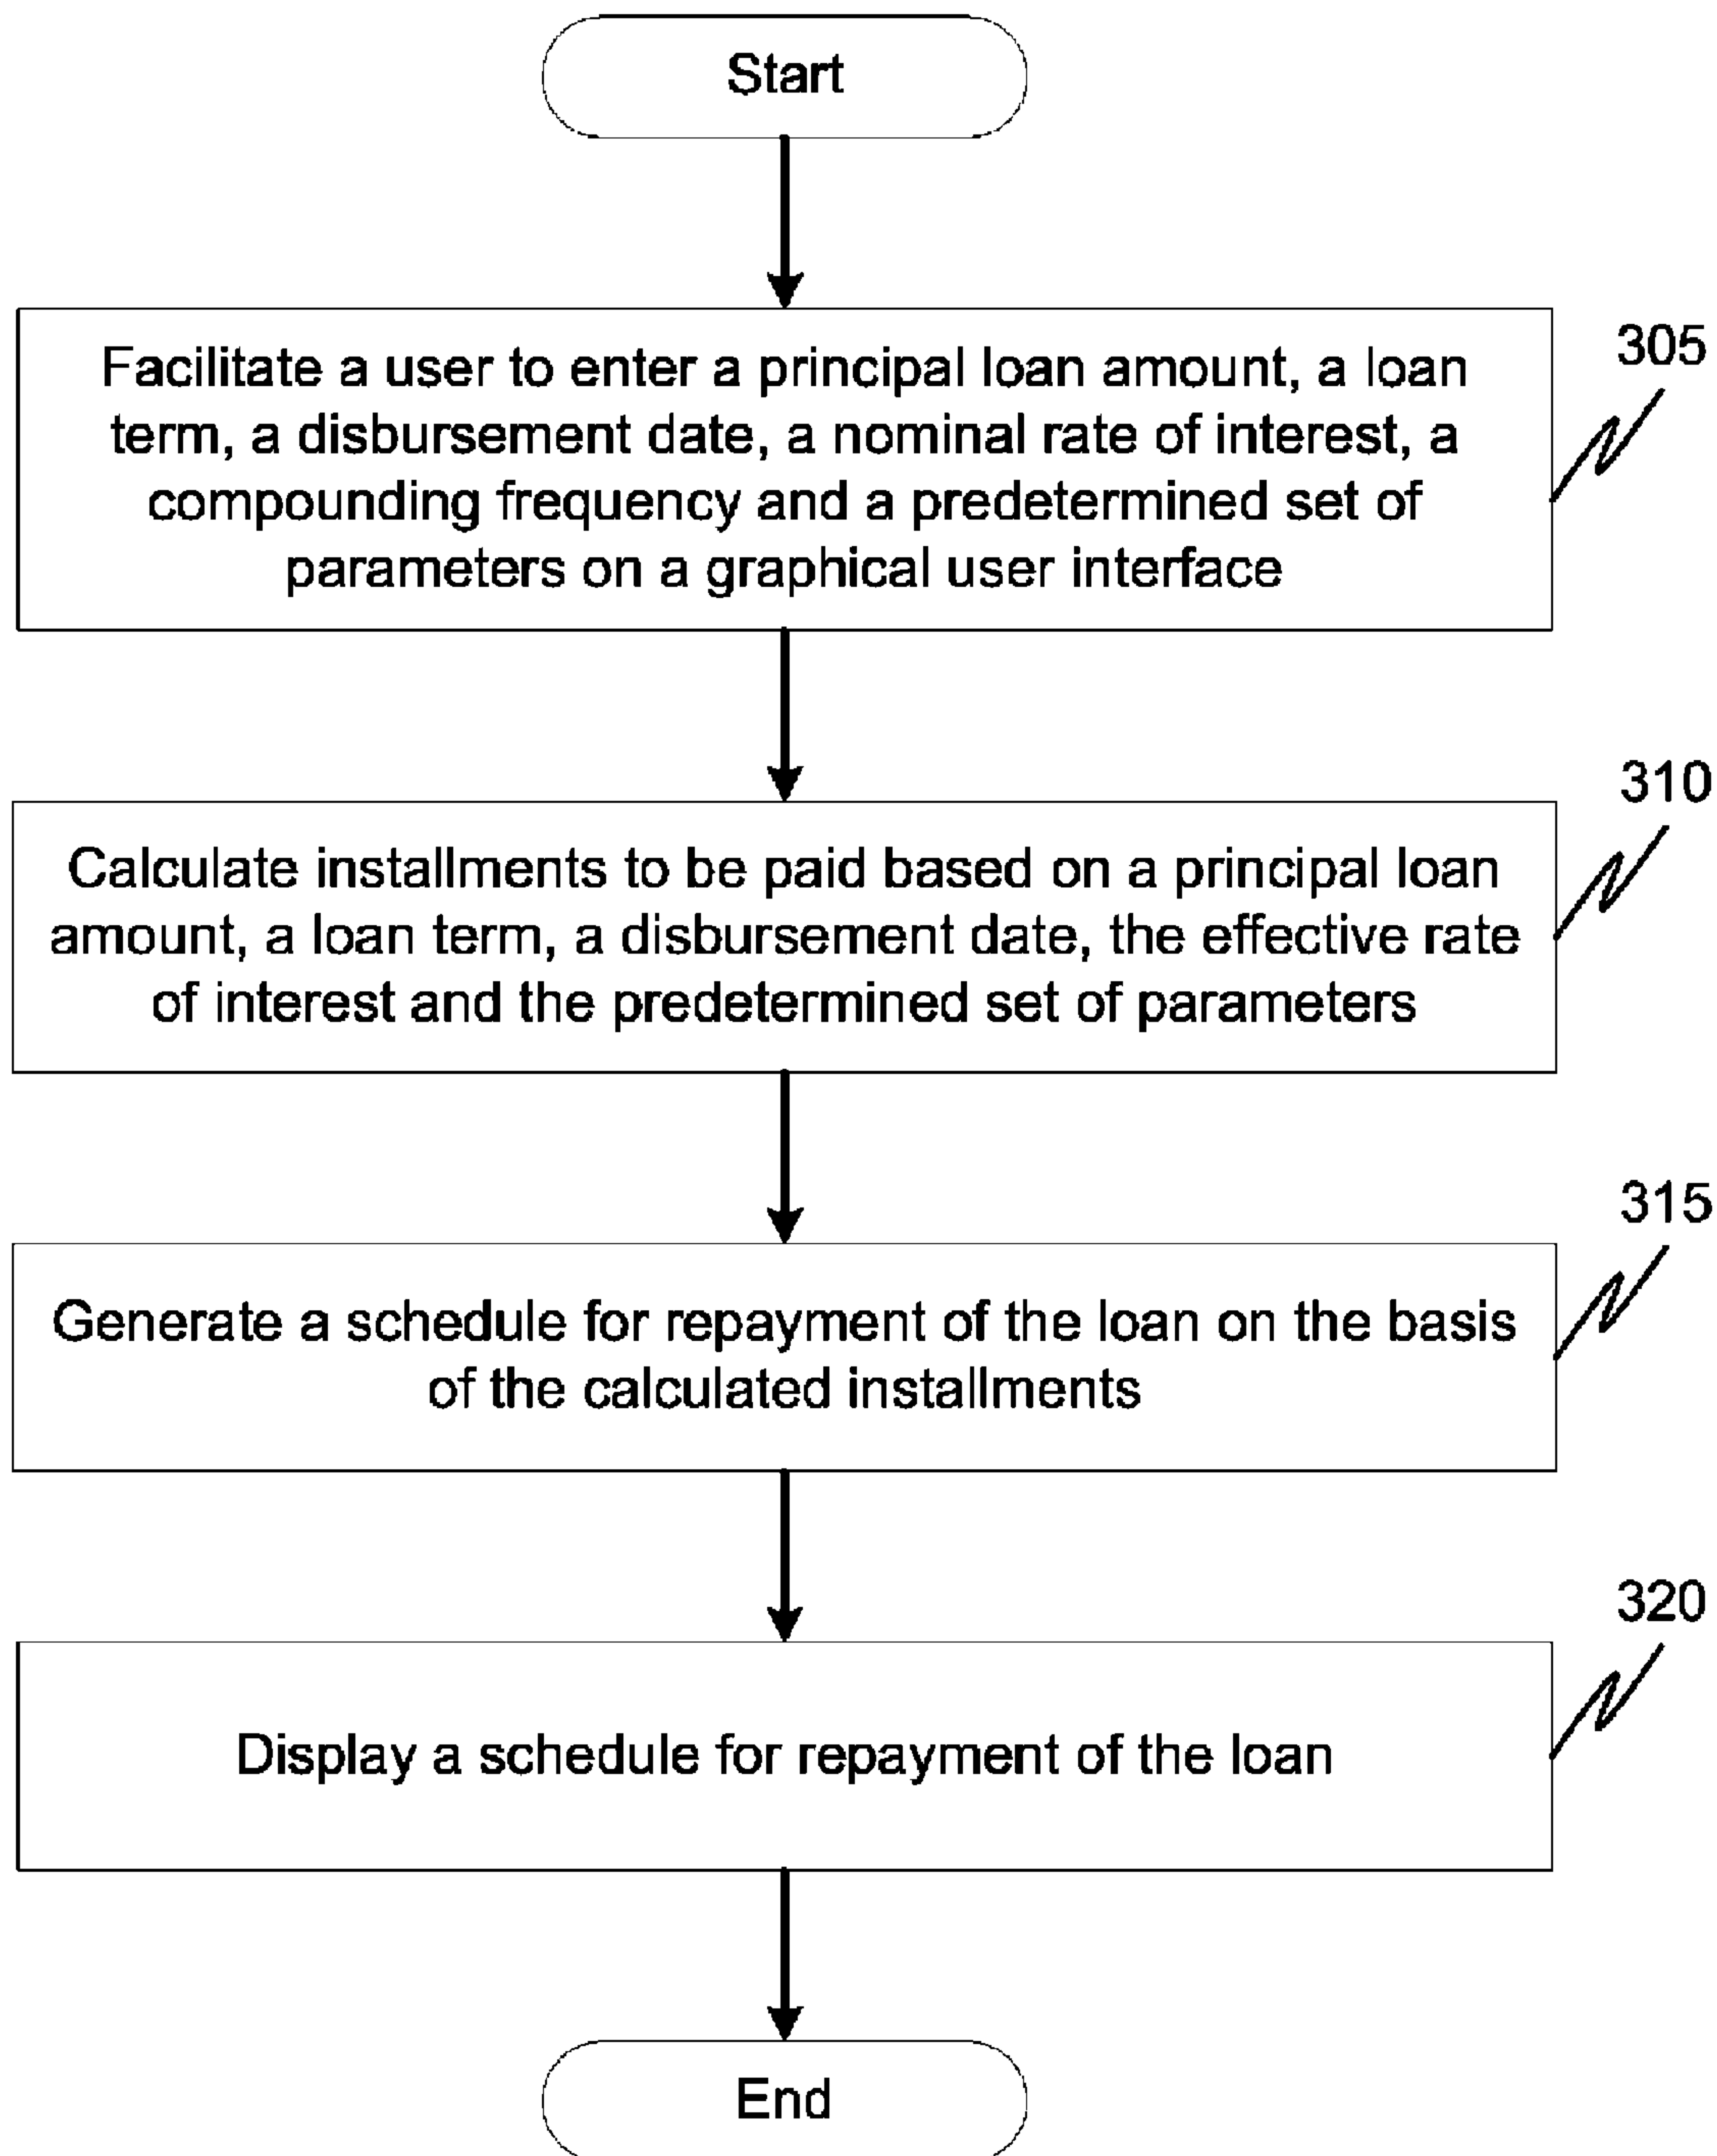 Start
Facilitate a user to enter a principal loan amount, a loan
term, a disbursement date, a nominal rate of interest, a
compounding frequency and a predetermined set of
parameters on a graphical user interface
305
Calculate installments to be paid based on a principal loan
amount, a loan term, a disbursement date, the effective rate
of interest and the predetermined set of parameters
310
Generate a schedule for repayment of the loan on the basis
of the calculated installments
315
Display a schedule for repayment of the loan
320
End